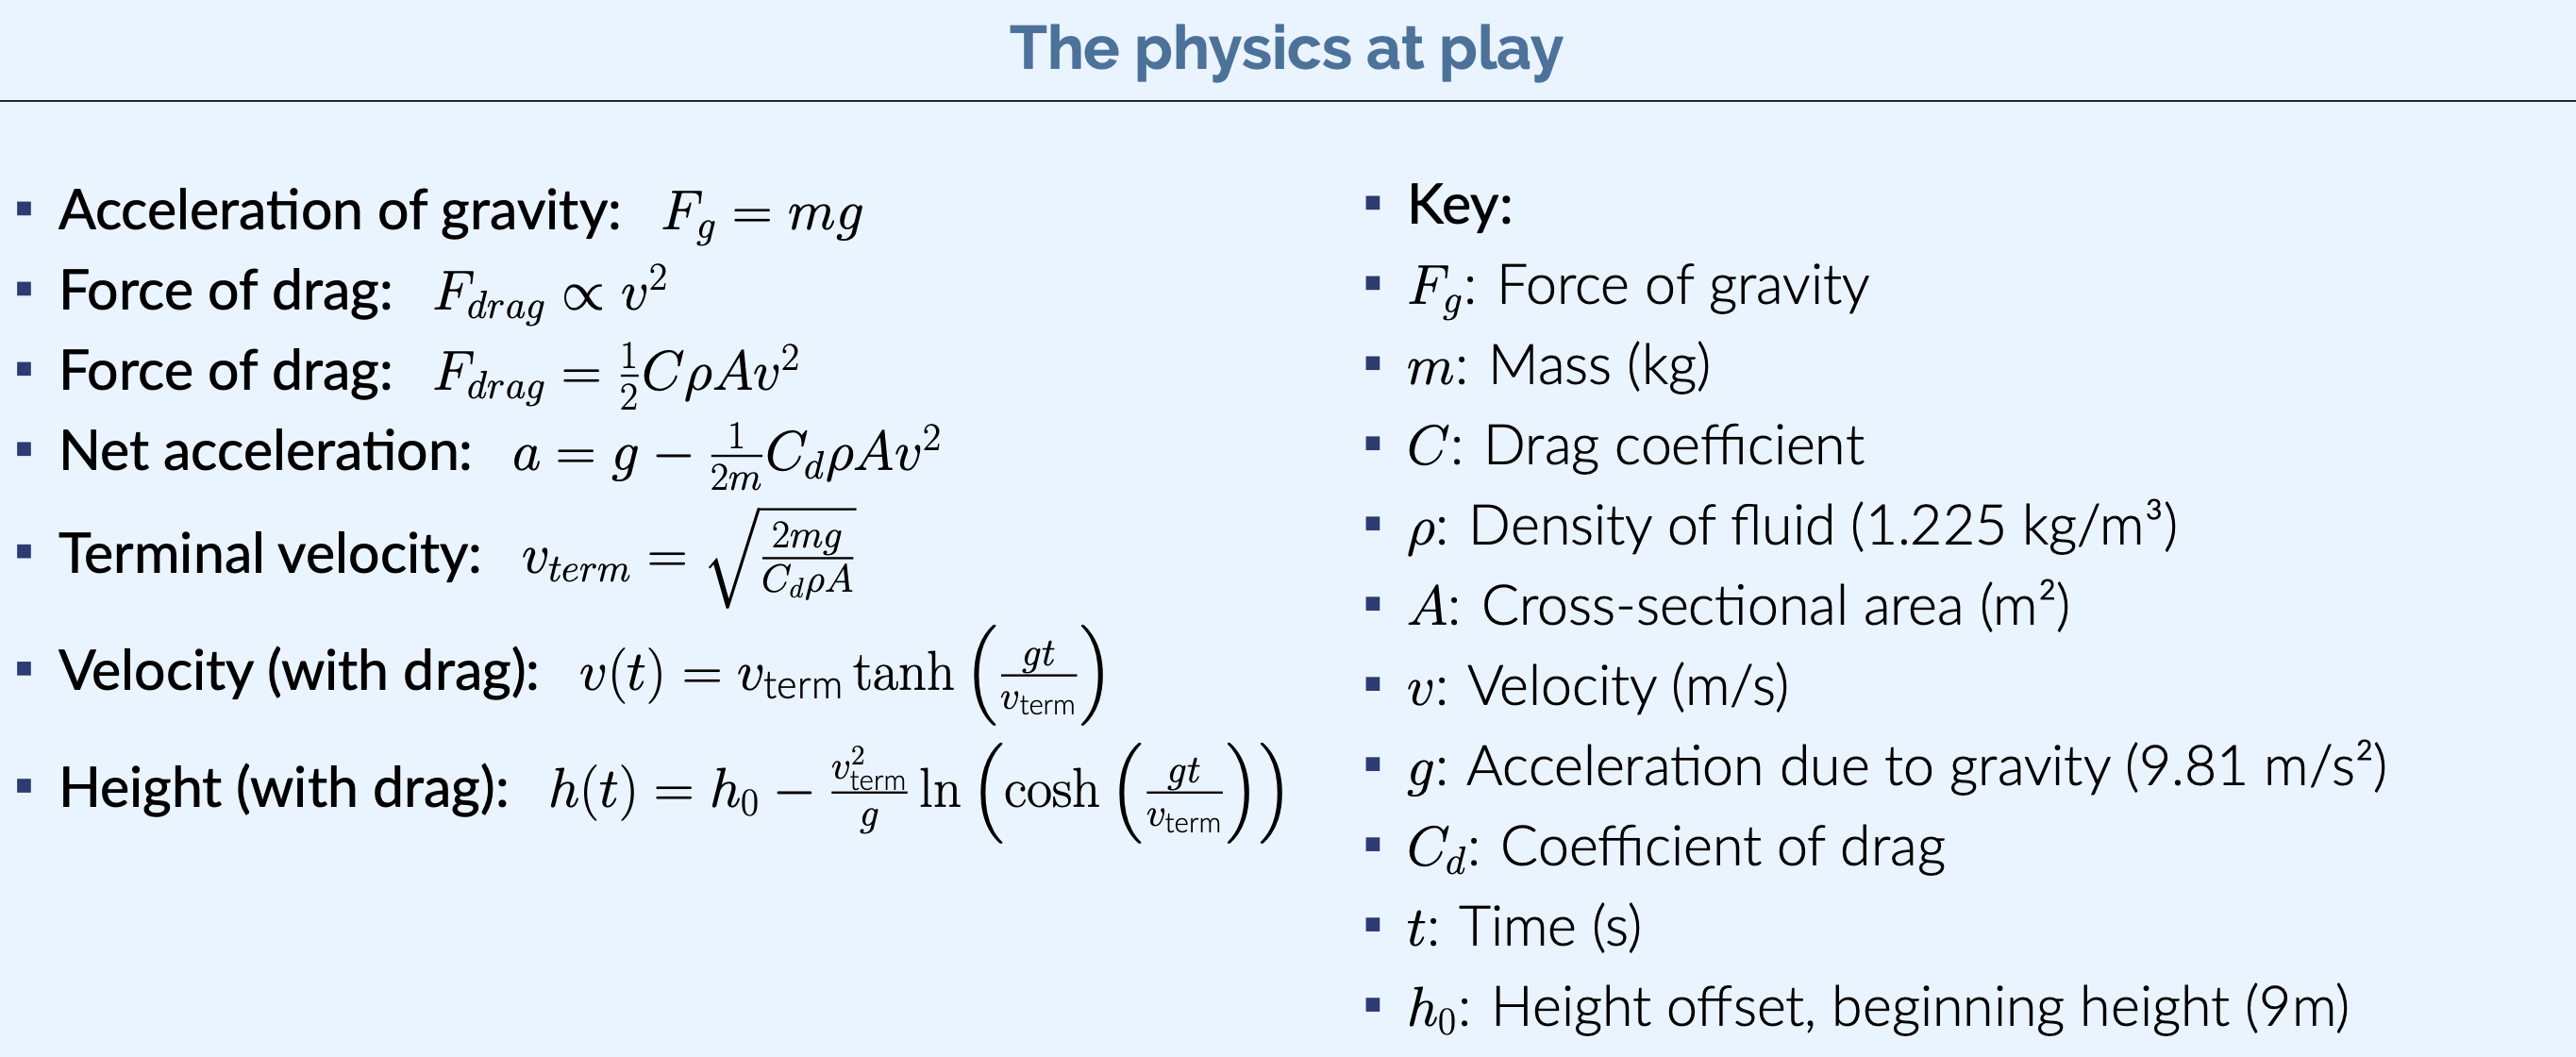 The physics at play
▪ Acceleration of gravity: $F_g = mg$
▪ Force of drag: $F_{drag} \propto v^2$
▪ Force of drag: $F_{drag} = \frac{1}{2}C\rho Av^2$
▪ Net acceleration: $a = g - \frac{1}{2m}C_d\rho Av^2$
▪ Terminal velocity: $v_{term} = \sqrt{\frac{2mg}{C_d\rho A}}$
▪ Velocity (with drag): $v(t) = v_{\text{term}} \tanh\left(\frac{gt}{v_{\text{term}}}\right)$
▪ Height (with drag): $h(t) = h_0 - \frac{v_{\text{term}}^2}{g} \ln\left(\cosh\left(\frac{gt}{v_{\text{term}}}\right)\right)$
▪ Key:
▪ $F_g$: Force of gravity
▪ $m$: Mass (kg)
▪ $C$: Drag coefficient
▪ $\rho$: Density of fluid (1.225 kg/m³)
▪ $A$: Cross-sectional area (m²)
▪ $v$: Velocity (m/s)
▪ $g$: Acceleration due to gravity (9.81 m/s²)
▪ $C_d$: Coefficient of drag
▪ $t$: Time (s)
▪ $h_0$: Height offset, beginning height (9m)